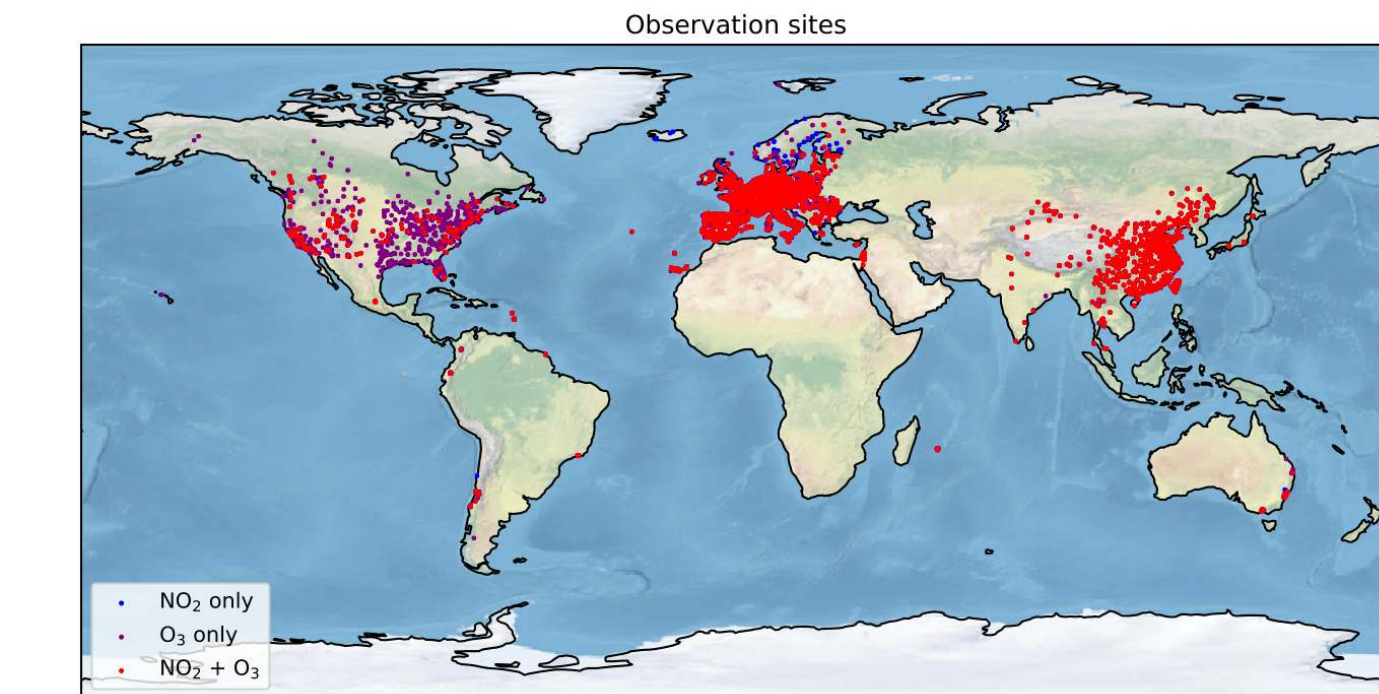 Observation sites
NO₂ only
O₃ only
NO₂ + O₃